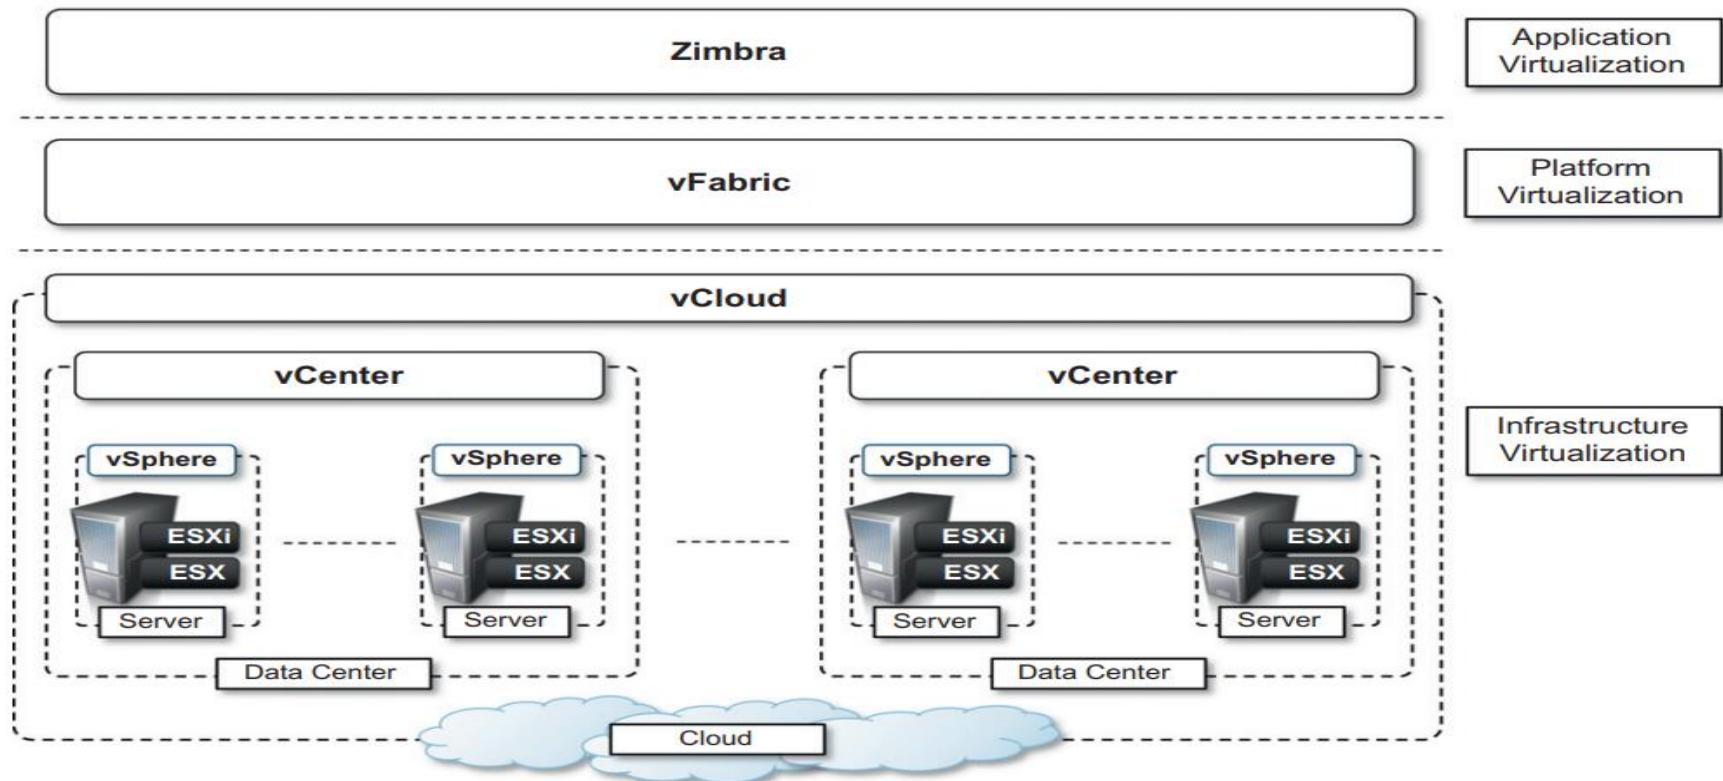 Zimbra
Application
Virtualization
vFabric
Platform
Virtualization
vCloud
vCenter
vCenter
vSphere
vSphere
vSphere
vSphere
Infrastructure
Virtualization
ESXi
ESXi
ESXi
ESXi
ESX
ESX
ESX
ESX
Server
Server
Server
Server
Data Center
Data Center
Cloud